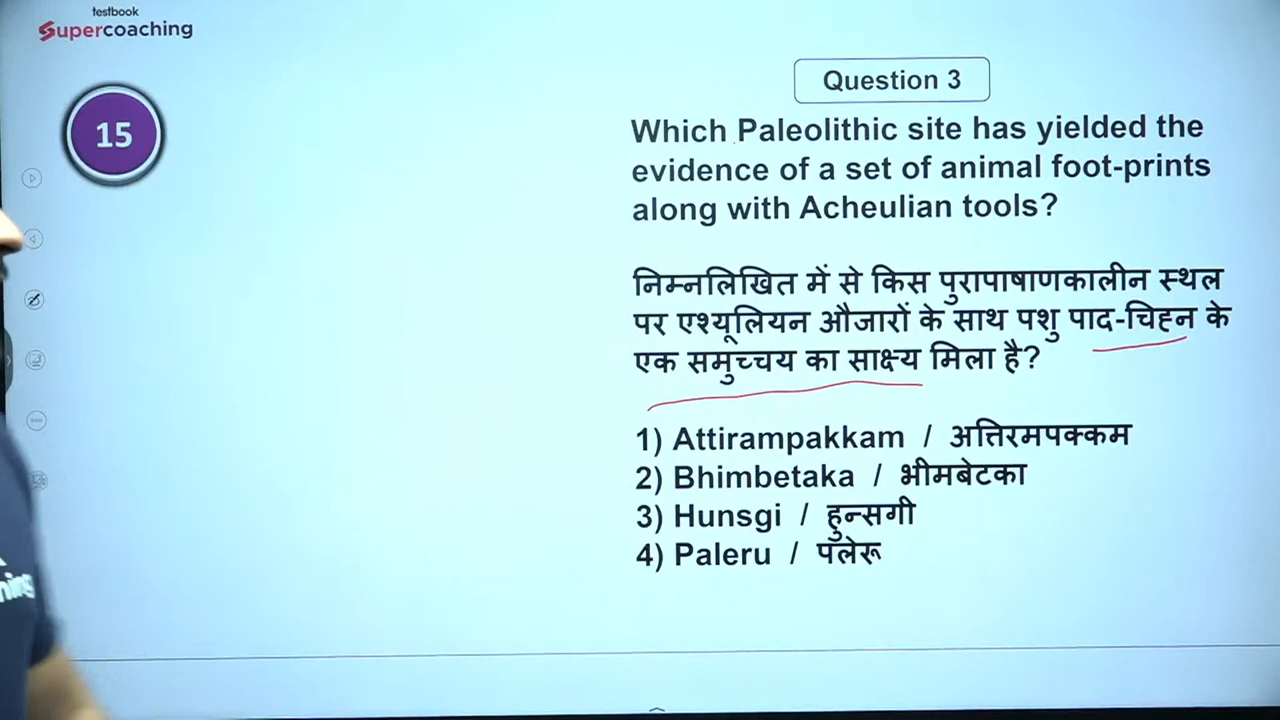 testbook
Supercoaching
15
Question 3
Which Paleolithic site has yielded the
evidence of a set of animal foot-prints
along with Acheulian tools?
निम्नलिखित में से किस पुरापाषाणकालीन स्थल
पर एश्यूलियन औजारों के साथ पशु पाद-चिह्न के
एक समुच्चय का साक्ष्य मिला है?
1) Attirampakkam / अत्तिरमपक्कम
2) Bhimbetaka / भीमबेटका
3) Hunsgi / हुन्सगी
4) Paleru / पलेरू